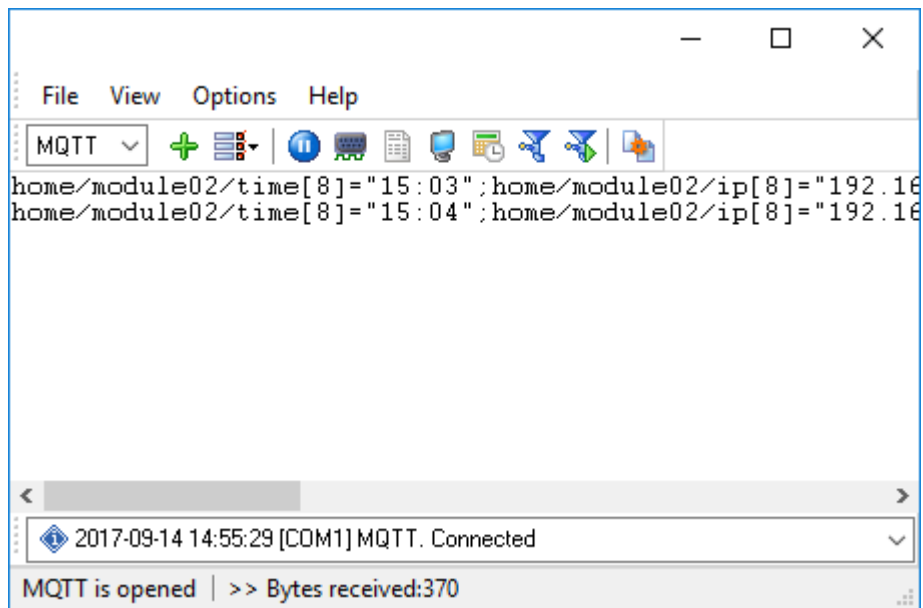 File View Options Help
MQTT
home/module02/time[8]="15:03";home/module02/ip[8]="192.16
home/module02/time[8]="15:04";home/module02/ip[8]="192.16
2017-09-14 14:55:29 [COM1] MQTT. Connected
MQTT is opened >> Bytes received:370